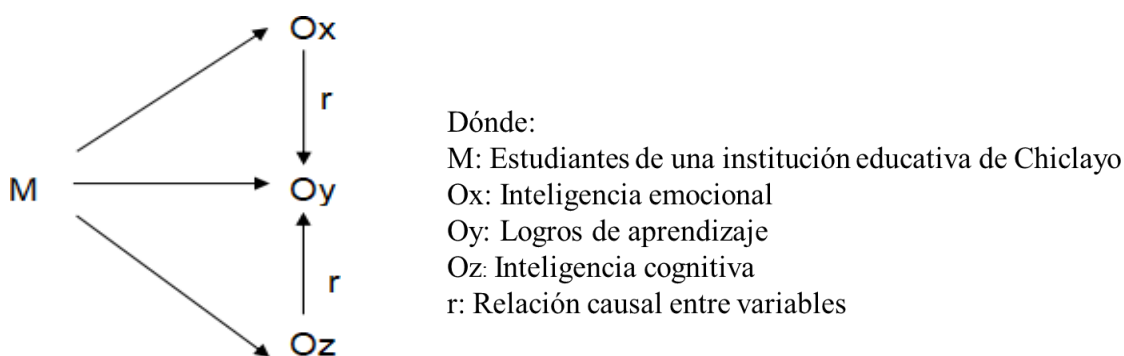 Ox
r
M
Oy
r
Oz
Dónde:
M: Estudiantes de una institución educativa de Chiclayo
Ox: Inteligencia emocional
Oy: Logros de aprendizaje
Oz: Inteligencia cognitiva
r: Relación causal entre variables